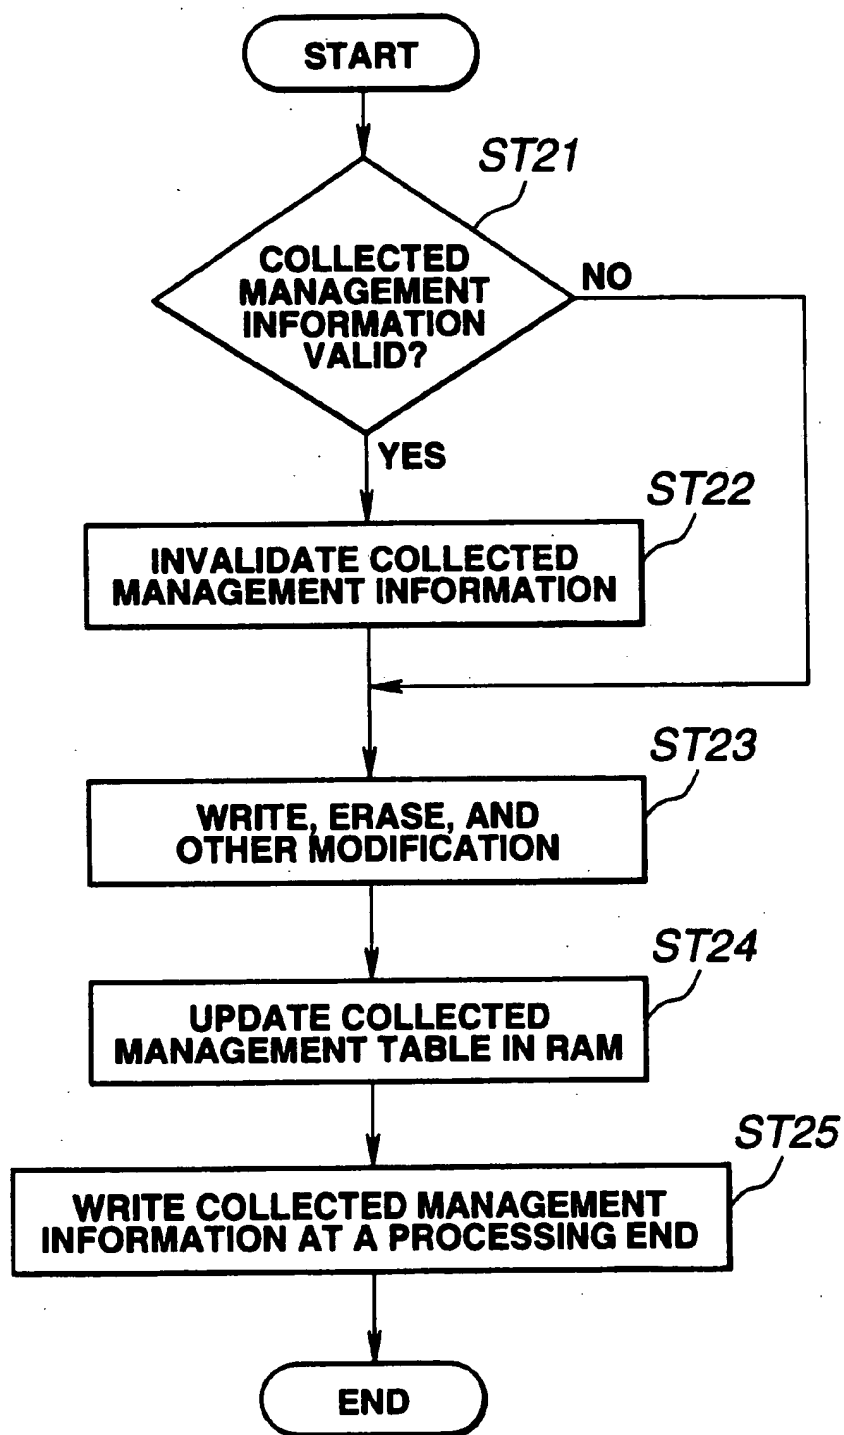 START
ST21
COLLECTED
MANAGEMENT
INFORMATION
VALID?
NO
YES
ST22
INVALIDATE COLLECTED
MANAGEMENT INFORMATION
ST23
WRITE, ERASE, AND
OTHER MODIFICATION
ST24
UPDATE COLLECTED
MANAGEMENT TABLE IN RAM
ST25
WRITE COLLECTED MANAGEMENT
INFORMATION AT A PROCESSING END
END